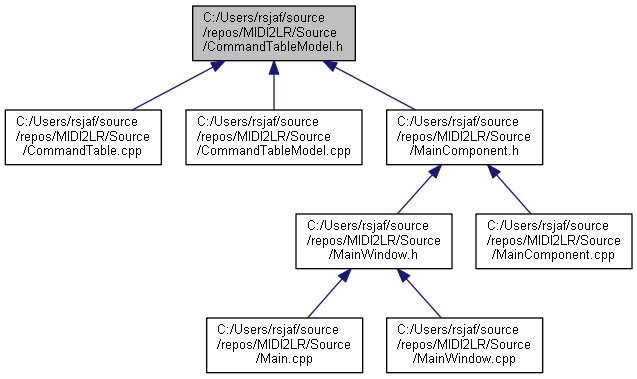 C:/Users/rsjaf/source
/repos/MIDI2LR/Source
/CommandTableModel.h
C:/Users/rsjaf/source
/repos/MIDI2LR/Source
/CommandTable.cpp
C:/Users/rsjaf/source
/repos/MIDI2LR/Source
/CommandTableModel.cpp
C:/Users/rsjaf/source
/repos/MIDI2LR/Source
/MainComponent.h
C:/Users/rsjaf/source
/repos/MIDI2LR/Source
/MainWindow.h
C:/Users/rsjaf/source
/repos/MIDI2LR/Source
/MainComponent.cpp
C:/Users/rsjaf/source
/repos/MIDI2LR/Source
/Main.cpp
C:/Users/rsjaf/source
/repos/MIDI2LR/Source
/MainWindow.cpp